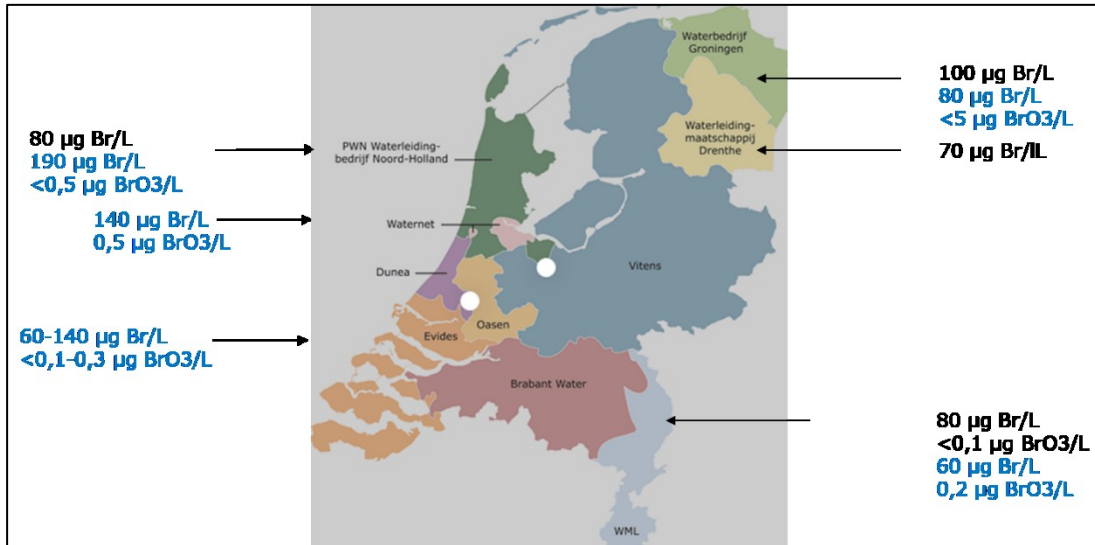 80 µg Br/L
190 µg Br/L
<0,5 µg BrO3/L
140 µg Br/L
0,5 µg BrO3/L
60-140 µg Br/L
<0,1-0,3 µg BrO3/L
Waterbedrijf
Groningen
Waterleiding-
maatschappij
Drenthe
PWN Waterleiding-
bedrijf Noord-Holland
Waternet
Dunea
Vitens
Oasen
Evides
Brabant Water
WML
100 µg Br/L
80 µg Br/L
<5 µg BrO3/L
70 µg Br/lL
80 µg Br/L
<0,1 µg BrO3/L
60 µg Br/L
0,2 µg BrO3/L